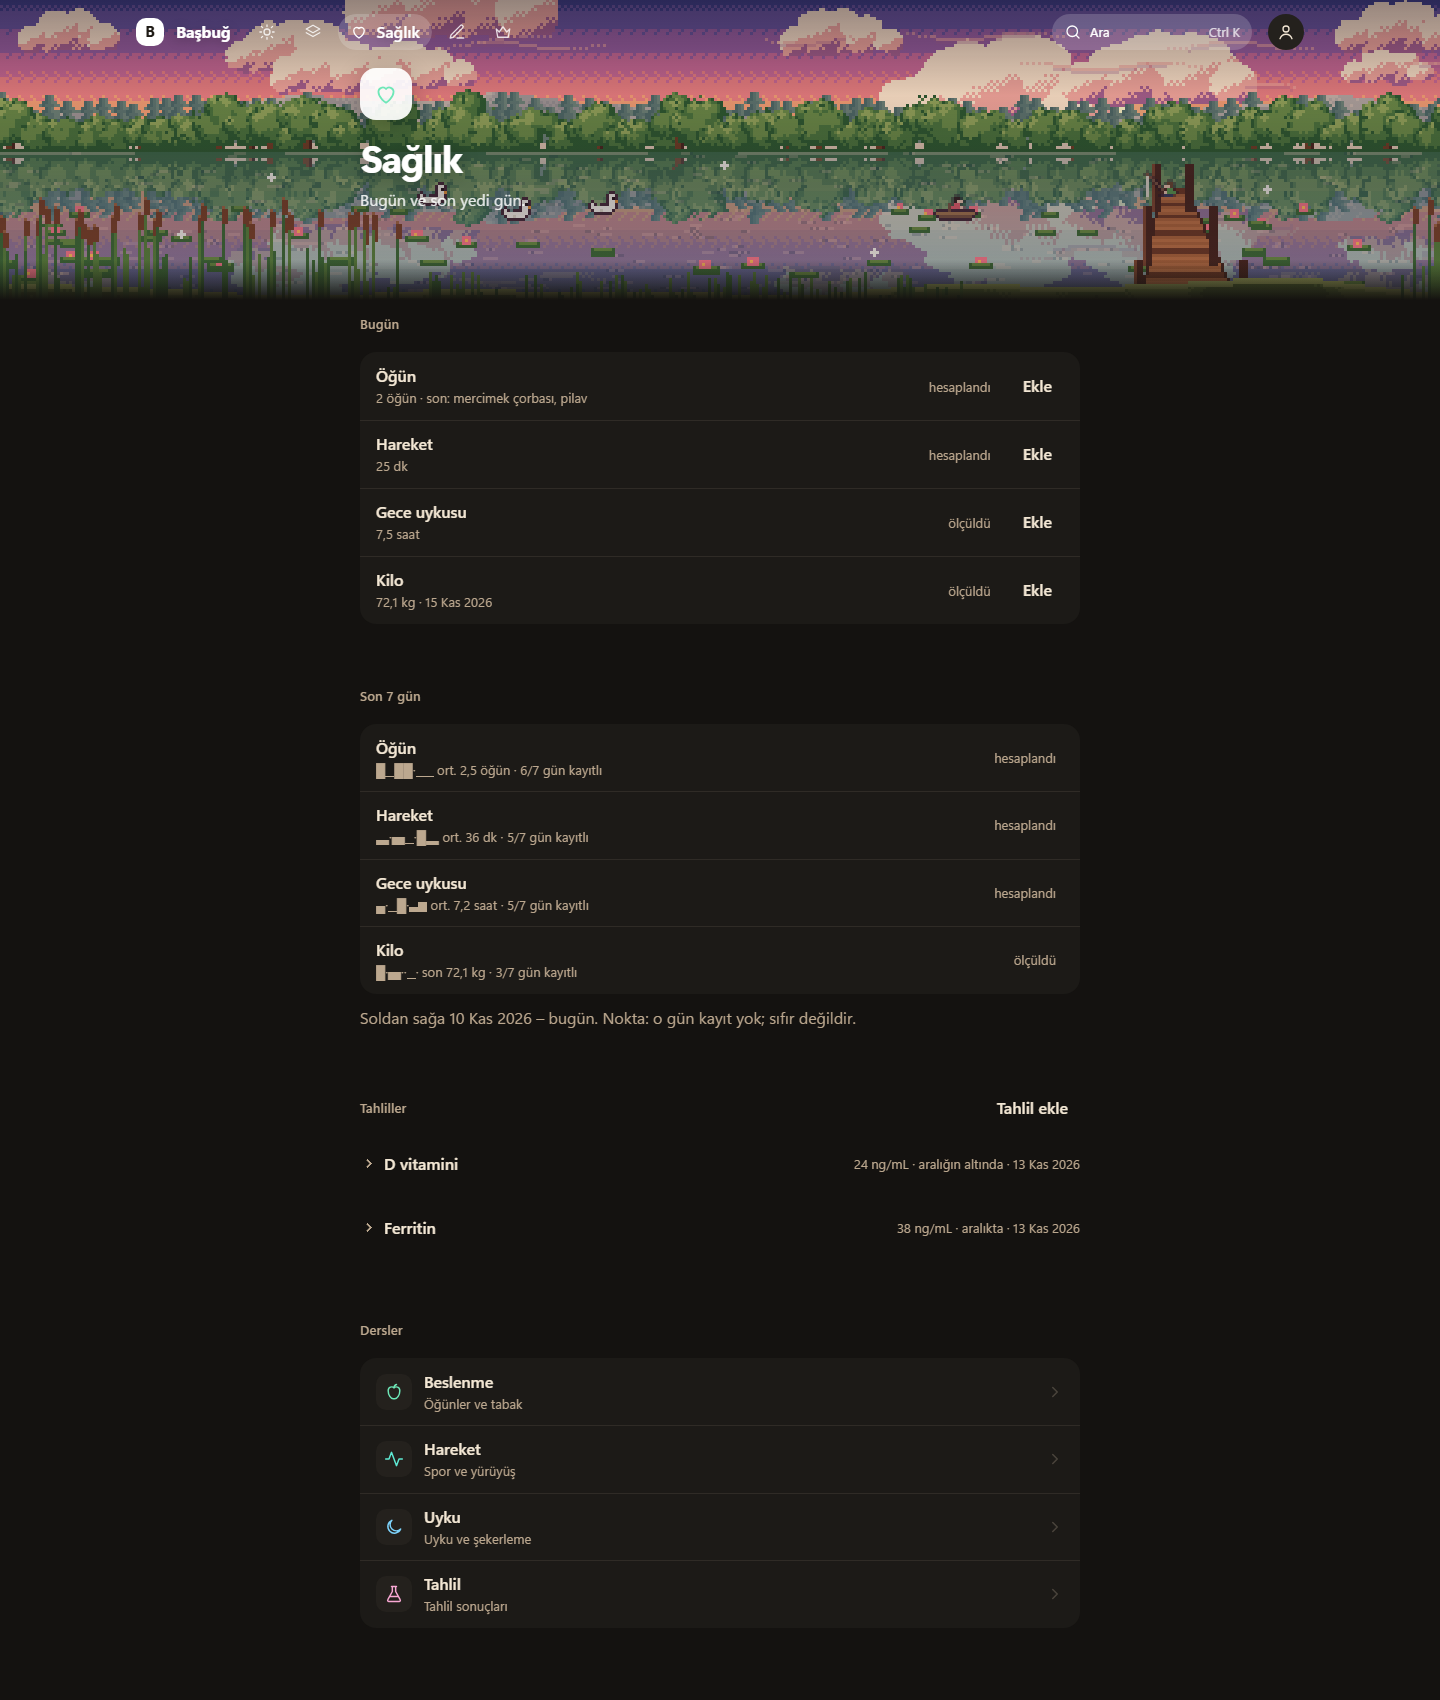 B Başbuğ Sağlık Ara Ctrl K
Sağlık
Bugün ve son yedi gün.
Bugün
Öğün
2 öğün · son: mercimek çorbası, pilav
hesaplandı Ekle
Hareket
25 dk
hesaplandı Ekle
Gece uykusu
7,5 saat
ölçüldü Ekle
Kilo
72,1 kg · 15 Kas 2026
ölçüldü Ekle
Son 7 gün
Öğün
ort. 2,5 öğün · 6/7 gün kayıtlı
hesaplandı
Hareket
ort. 36 dk · 5/7 gün kayıtlı
hesaplandı
Gece uykusu
ort. 7,2 saat · 5/7 gün kayıtlı
hesaplandı
Kilo
son 72,1 kg · 3/7 gün kayıtlı
ölçüldü
Soldan sağa 10 Kas 2026 – bugün. Nokta: o gün kayıt yok; sıfır değildir.
Tahliller Tahlil ekle
D vitamini 24 ng/mL · aralığın altında · 13 Kas 2026
Ferritin 38 ng/mL · aralıkta · 13 Kas 2026
Dersler
Beslenme
Öğünler ve tabak
Hareket
Spor ve yürüyüş
Uyku
Uyku ve şekerleme
Tahlil
Tahlil sonuçları